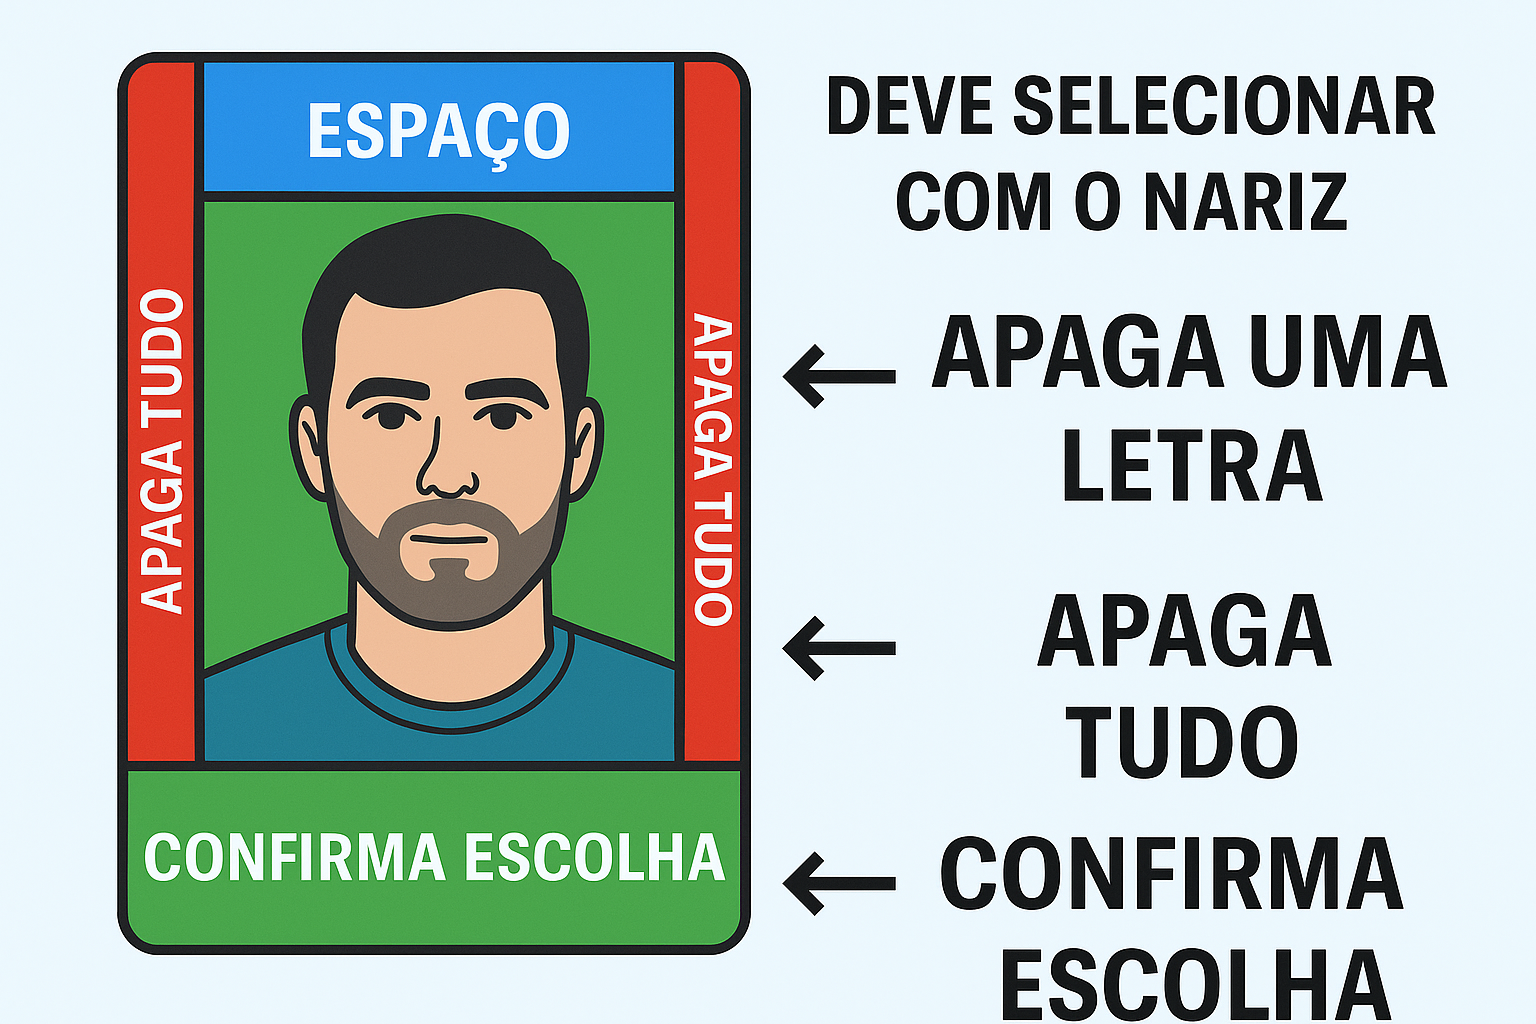 ESPAÇO
APAGA TUDO
APAGA TUDO
CONFIRMA ESCOLHA
DEVE SELECIONAR
COM O NARIZ
APAGA UMA
LETRA
APAGA
TUDO
CONFIRMA
ESCOLHA